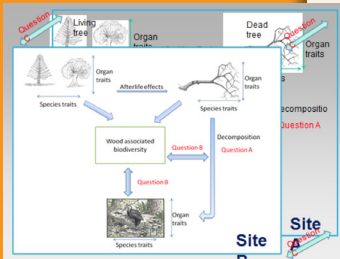 Question
Living
tree
Organ
traits
Dead
tree
Question
Organ
traits
Organ
traits
Afterlife effects
Organ
traits
Species traits
Species traits
Wood associated
biodiversity
Question B
Decomposition
Question A
Question B
Organ
traits
Species traits
Question A
Site
Site
A
Question